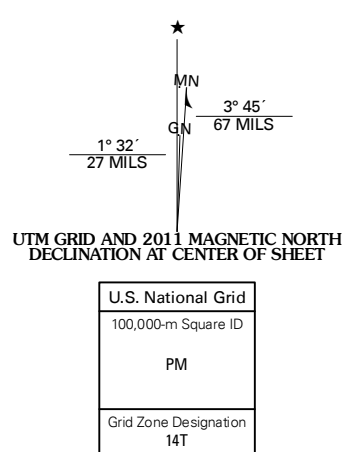 ★
MN
3° 45´
67 MILS
GN
1° 32´
27 MILS
UTM GRID AND 2011 MAGNETIC NORTH
DECLINATION AT CENTER OF SHEET
U.S. National Grid
100,000-m Square ID
PM
Grid Zone Designation
14T